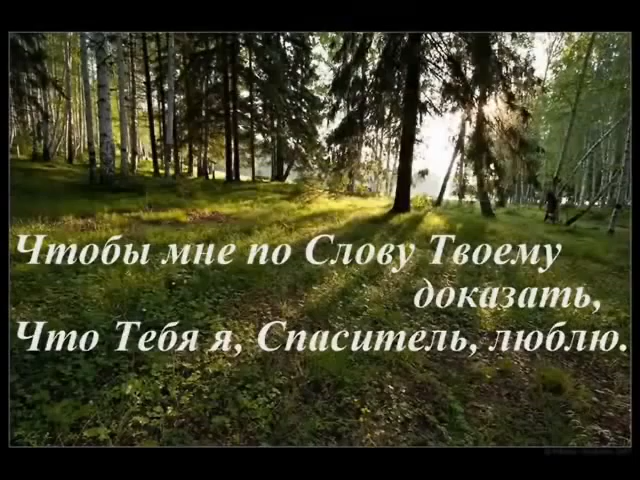 Чтобы мне по Слову Твоему
доказать,
Что Тебя я, Спаситель, люблю.